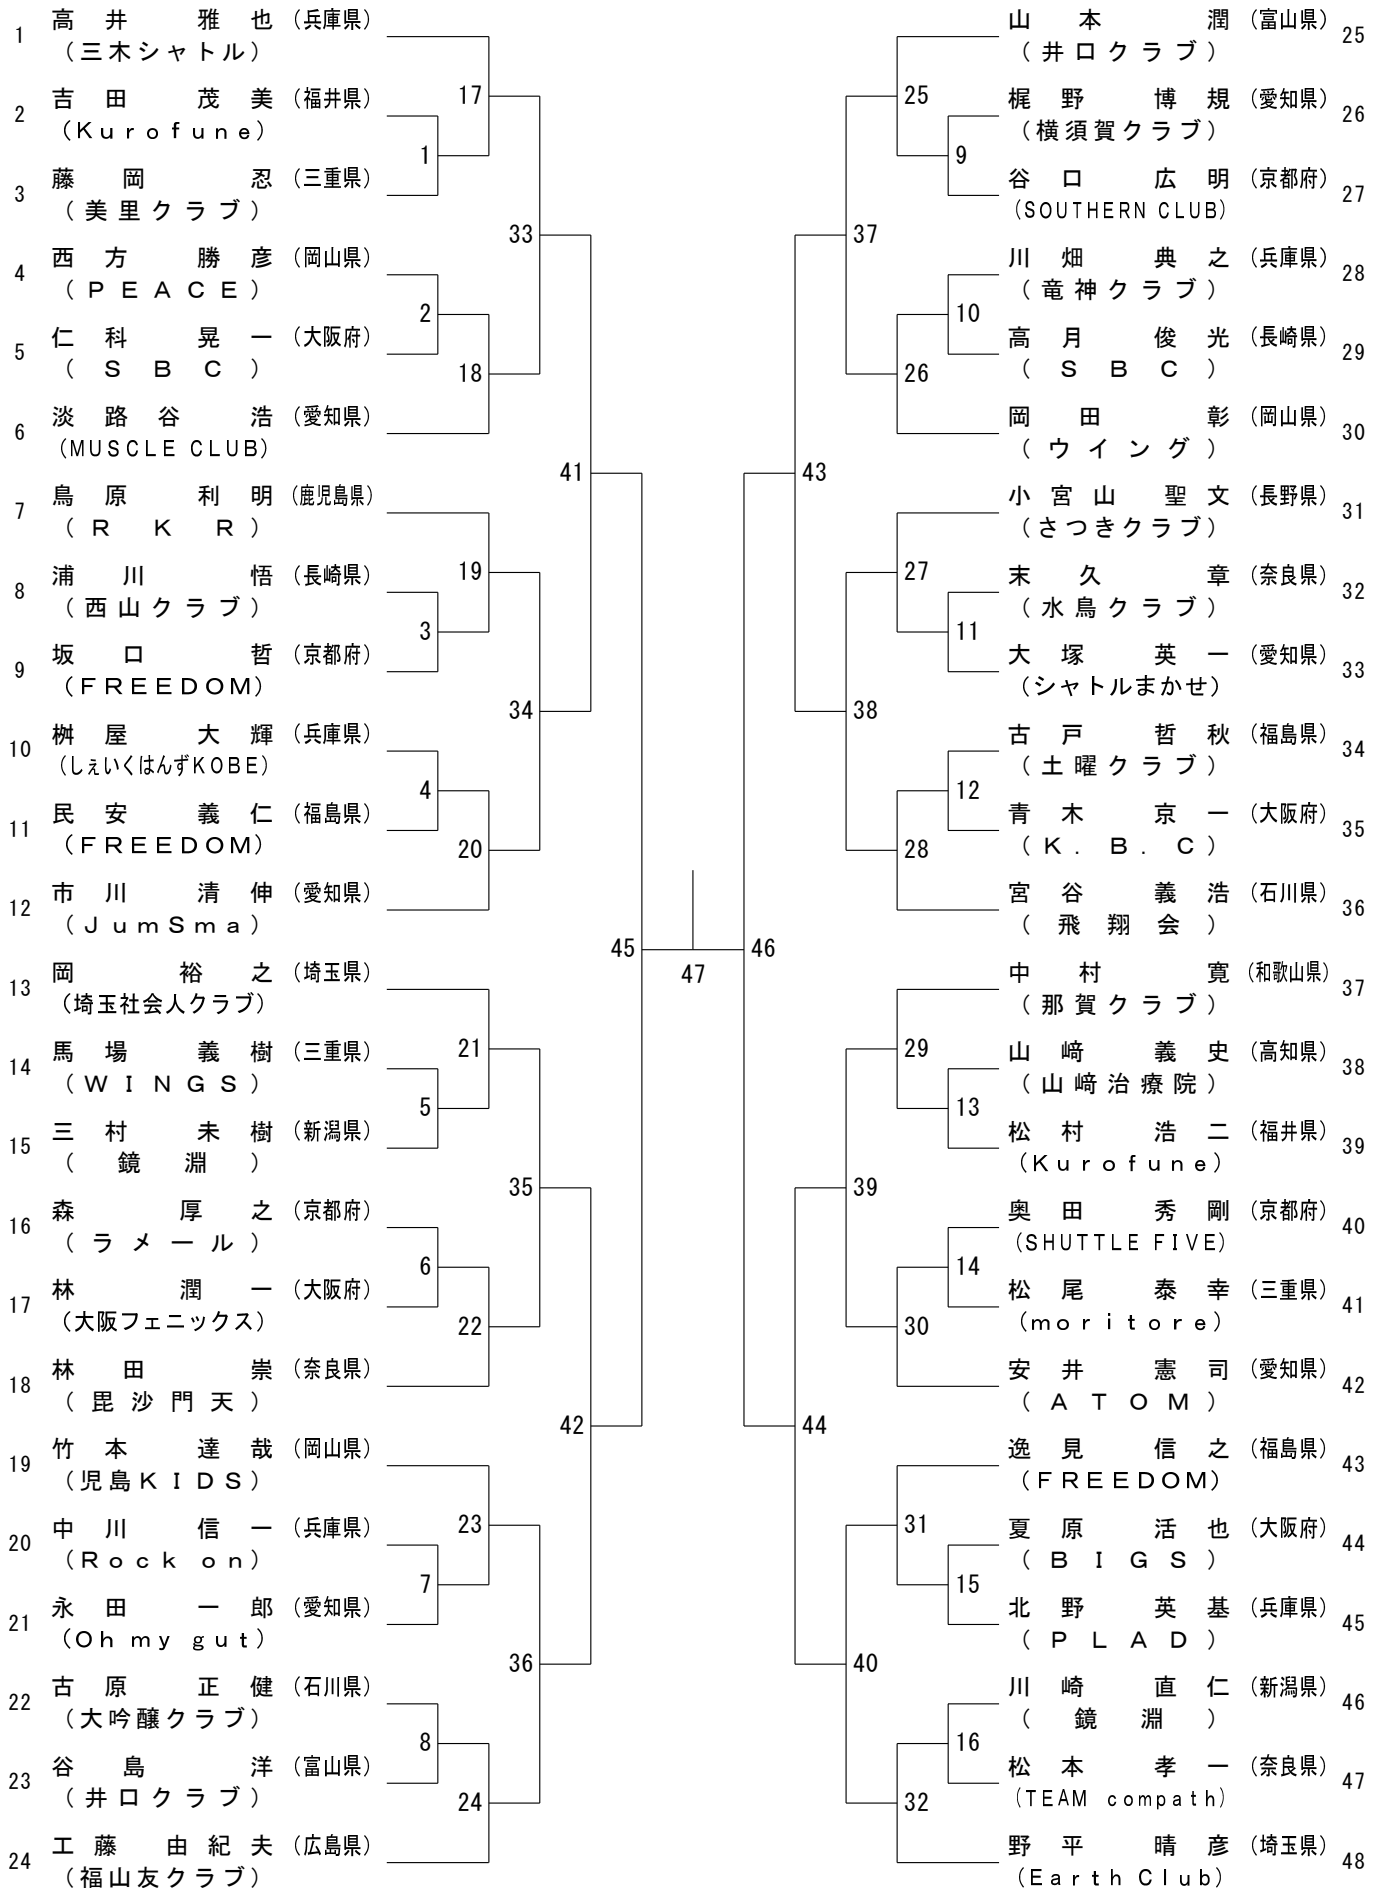 1 高井 雅也 (兵庫県)
(三木シャトル)
2 吉田 茂美 (福井県)
(Kurofune)
3 藤岡 忍 (三重県)
(美里クラブ)
4 西方 勝彦 (岡山県)
(PEACE)
5 仁科 晃一 (大阪府)
(SBC)
6 淡路谷 浩 (愛知県)
(MUSCLE CLUB)
7 鳥原 利明 (鹿児島県)
(RKR)
8 浦川 悟 (長崎県)
(西山クラブ)
9 坂口 哲 (京都府)
(FREEDOM)
10 桝屋 大輝 (兵庫県)
(しぇいくはんずKOBE)
11 民安 義仁 (福島県)
(FREEDOM)
12 市川 清伸 (愛知県)
(JumSma)
13 岡 裕之 (埼玉県)
(埼玉社会人クラブ)
14 馬場 義樹 (三重県)
(WINGS)
15 三村 未樹 (新潟県)
(鏡淵)
16 森 厚之 (京都府)
(ラメール)
17 林 潤一 (大阪府)
(大阪フェニックス)
18 林田 崇 (奈良県)
(毘沙門天)
19 竹本 達哉 (岡山県)
(児島KIDS)
20 中川 信一 (兵庫県)
(Rock on)
21 永田 一郎 (愛知県)
(Oh my gut)
22 古原 正健 (石川県)
(大吟醸クラブ)
23 谷島 洋 (富山県)
(井口クラブ)
24 工藤 由紀夫 (広島県)
(福山友クラブ)
1
2
3
4
5
6
7
8
17
18
19
20
21
22
23
24
33
34
35
36
41
42
45
47
46
43
44
37
38
39
40
25
26
27
28
29
30
31
32
9
10
11
12
13
14
15
16
山本 潤 (富山県) 25
(井口クラブ)
梶野 博規 (愛知県) 26
(横須賀クラブ)
谷口 広明 (京都府) 27
(SOUTHERN CLUB)
川畑 典之 (兵庫県) 28
(竜神クラブ)
高月 俊光 (長崎県) 29
(SBC)
岡田 彰 (岡山県) 30
(ウイング)
小宮山 聖文 (長野県) 31
(さつきクラブ)
末久 章 (奈良県) 32
(水鳥クラブ)
大塚 英一 (愛知県) 33
(シャトルまかせ)
古戸 哲秋 (福島県) 34
(土曜クラブ)
青木 京一 (大阪府) 35
(K.B.C)
宮谷 義浩 (石川県) 36
(飛翔会)
中村 寛 (和歌山県) 37
(那賀クラブ)
山﨑 義史 (高知県) 38
(山﨑治療院)
松村 浩二 (福井県) 39
(Kurofune)
奥田 秀剛 (京都府) 40
(SHUTTLE FIVE)
松尾 泰幸 (三重県) 41
(moritore)
安井 憲司 (愛知県) 42
(ATOM)
逸見 信之 (福島県) 43
(FREEDOM)
夏原 活也 (大阪府) 44
(BIGS)
北野 英基 (兵庫県) 45
(PLAD)
川崎 直仁 (新潟県) 46
(鏡淵)
松本 孝一 (奈良県) 47
(TEAM compath)
野平 晴彦 (埼玉県) 48
(Earth Club)